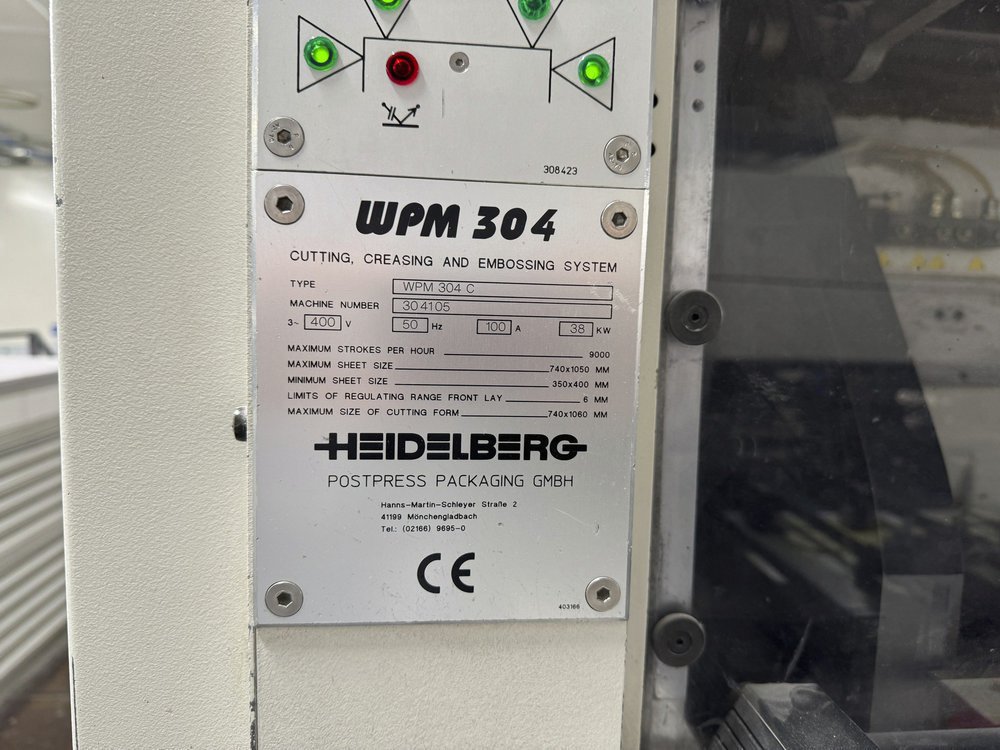 308423
WPM 304
CUTTING, CREASING AND EMBOSSING SYSTEM
TYPE WPM 304 C
MACHINE NUMBER 304105
3~ 400 V 50 Hz 100 A 38 KW
MAXIMUM STROKES PER HOUR 9000
MAXIMUM SHEET SIZE 740x1050 MM
MINIMUM SHEET SIZE 350x400 MM
LIMITS OF REGULATING RANGE FRONT LAY 6 MM
MAXIMUM SIZE OF CUTTING FORM 740x1060 MM
HEIDELBERG
POSTPRESS PACKAGING GMBH
Hanns-Martin-Schleyer Straße 2
41199 Mönchengladbach
Tel.: (02166) 9695-0
CE
403166